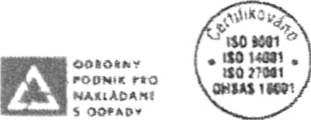 ODBORNÝ
PODNIK PRO
NAKLÁDÁNÍ
S ODPADY
Certifikováno
ISO 9001
ISO 14001
ISO 27001
OHSAS 18001